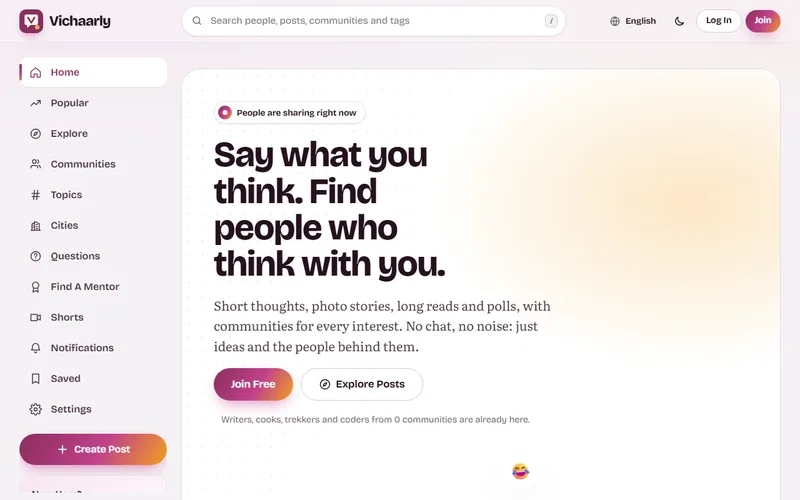 Vichaarly
Search people, posts, communities and tags
/
English
Log In
Join
Home
Popular
Explore
Communities
Topics
Cities
Questions
Find A Mentor
Shorts
Notifications
Saved
Settings
Create Post
People are sharing right now
Say what you
think. Find
people who
think with you.
Short thoughts, photo stories, long reads and polls, with
communities for every interest. No chat, no noise: just
ideas and the people behind them.
Join Free
Explore Posts
Writers, cooks, trekkers and coders from 0 communities are already here.